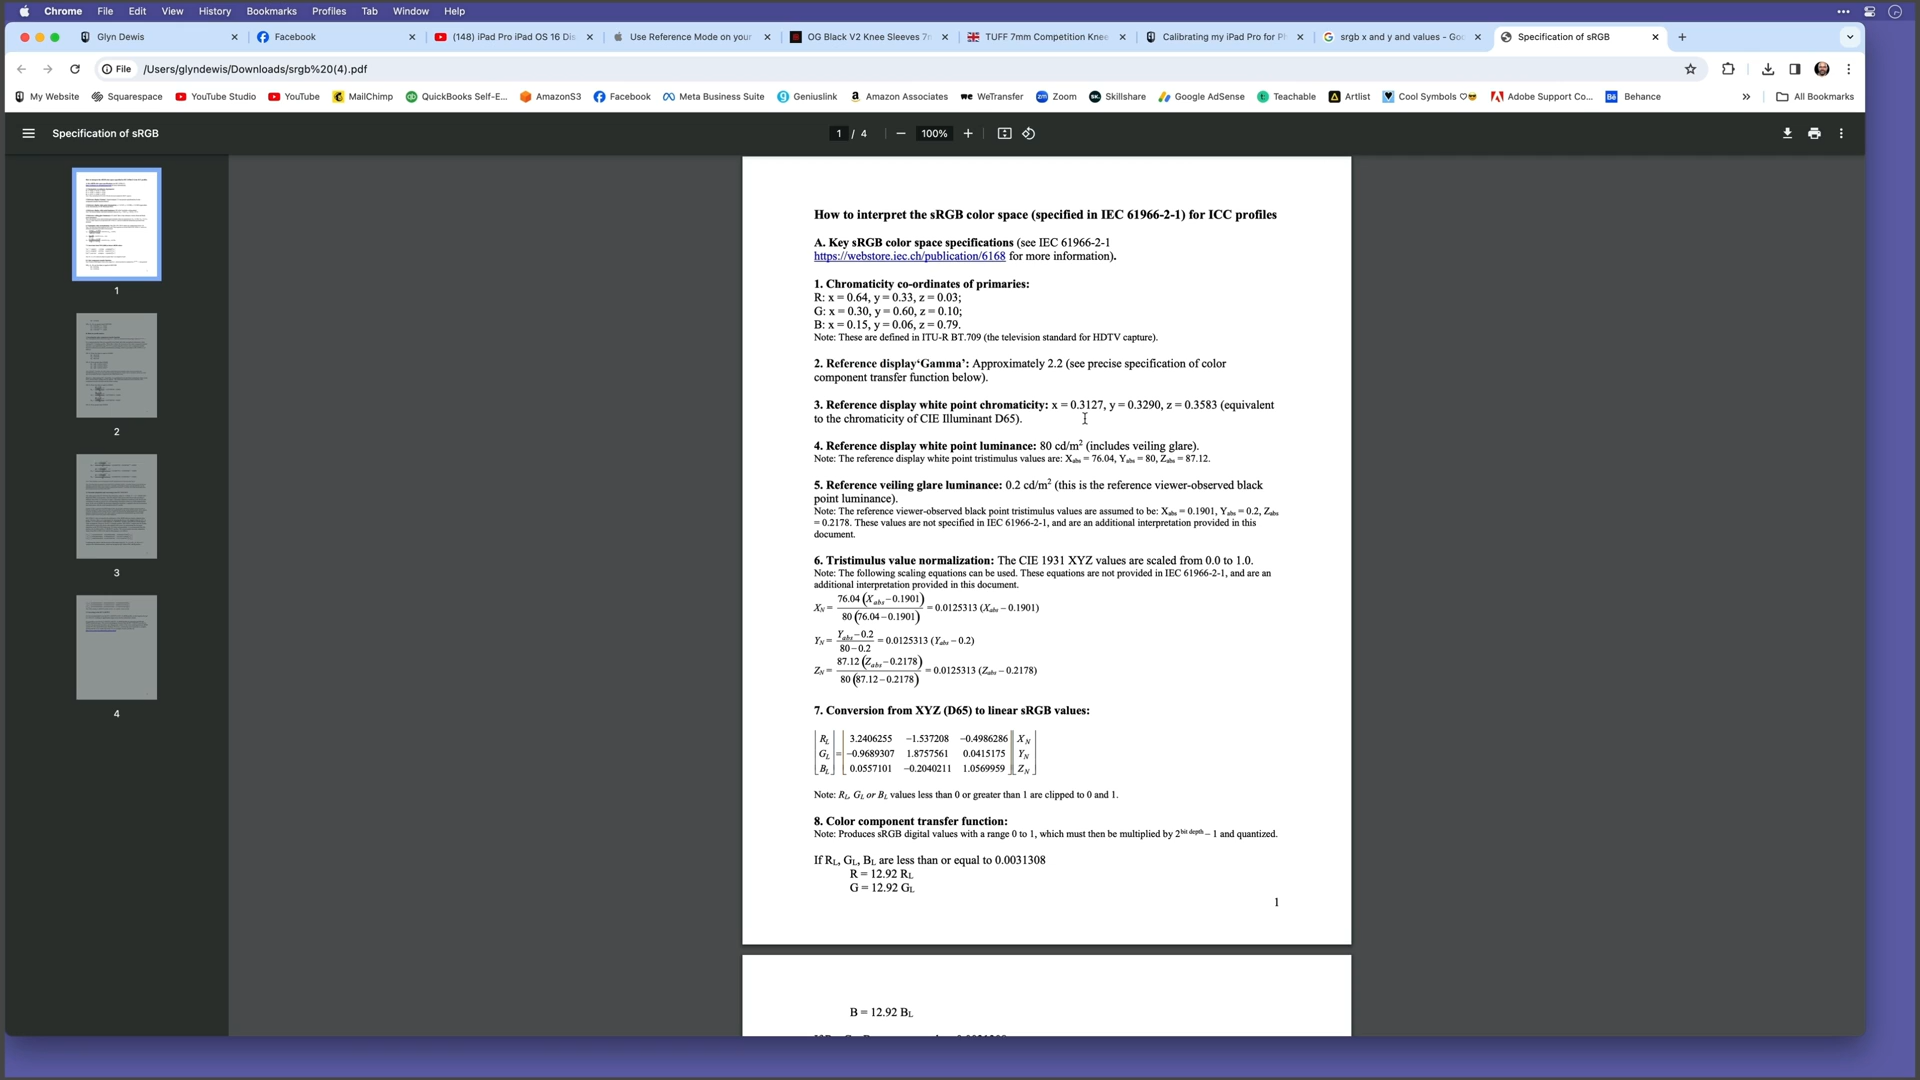 Chrome File Edit View History Bookmarks Profiles Tab Window Help
Glyn Dewis Facebook (148) iPad Pro iPad OS 16 Dis Use Reference Mode on your OG Black V2 Knee Sleeves 7m TUFF 7mm Competition Knee Calibrating my iPad Pro for Ph srgb x and y and values - Goo Specification of sRGB
File /Users/glyndewis/Downloads/srgb%20(4).pdf
My Website Squarespace YouTube Studio YouTube MailChimp QuickBooks Self-E... AmazonS3 Facebook Meta Business Suite Geniuslink Amazon Associates WeTransfer Zoom Skillshare Google AdSense Teachable Artlist Cool Symbols Adobe Support Co... Behance » All Bookmarks
Specification of sRGB 1 / 4 − 100% +
1
2
3
4
How to interpret the sRGB color space (specified in IEC 61966-2-1) for ICC profiles
A. Key sRGB color space specifications (see IEC 61966-2-1
https://webstore.iec.ch/publication/6168 for more information).
1. Chromaticity co-ordinates of primaries:
R: x = 0.64, y = 0.33, z = 0.03;
G: x = 0.30, y = 0.60, z = 0.10;
B: x = 0.15, y = 0.06, z = 0.79.
Note: These are defined in ITU-R BT.709 (the television standard for HDTV capture).
2. Reference display‘Gamma’: Approximately 2.2 (see precise specification of color
component transfer function below).
3. Reference display white point chromaticity: x = 0.3127, y = 0.3290, z = 0.3583 (equivalent
to the chromaticity of CIE Illuminant D65).
4. Reference display white point luminance: 80 cd/m² (includes veiling glare).
Note: The reference display white point tristimulus values are: Xabs = 76.04, Yabs = 80, Zabs = 87.12.
5. Reference veiling glare luminance: 0.2 cd/m² (this is the reference viewer-observed black
point luminance).
Note: The reference viewer-observed black point tristimulus values are assumed to be: Xabs = 0.1901, Yabs = 0.2, Zabs
= 0.2178. These values are not specified in IEC 61966-2-1, and are an additional interpretation provided in this
document.
6. Tristimulus value normalization: The CIE 1931 XYZ values are scaled from 0.0 to 1.0.
Note: The following scaling equations can be used. These equations are not provided in IEC 61966-2-1, and are an
additional interpretation provided in this document.
76.04 (Xabs − 0.1901)
XN = = 0.0125313 (Xabs − 0.1901)
80 (76.04 − 0.1901)
Yabs − 0.2
YN = = 0.0125313 (Yabs − 0.2)
80 − 0.2
87.12 (Zabs − 0.2178)
ZN = = 0.0125313 (Zabs − 0.2178)
80 (87.12 − 0.2178)
7. Conversion from XYZ (D65) to linear sRGB values:
RL 3.2406255 −1.537208 −0.4986286 XN
GL = −0.9689307 1.8757561 0.0415175 YN
BL 0.0557101 −0.2040211 1.0569959 ZN
Note: RL, GL or BL values less than 0 or greater than 1 are clipped to 0 and 1.
8. Color component transfer function:
Note: Produces sRGB digital values with a range 0 to 1, which must then be multiplied by 2^bit depth – 1 and quantized.
If RL, GL, BL are less than or equal to 0.0031308
R = 12.92 RL
G = 12.92 GL
1
B = 12.92 BL